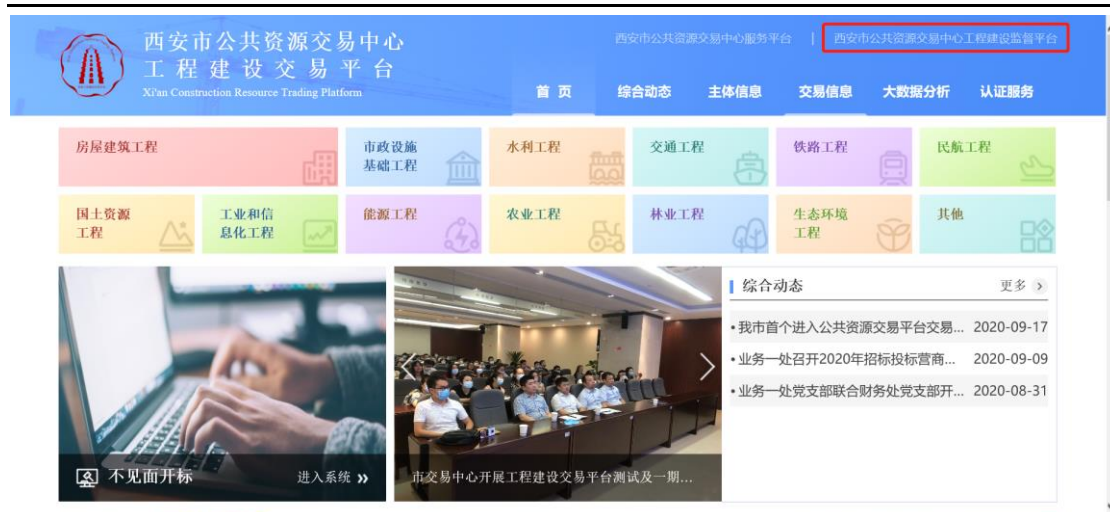 西安市公共资源交易中心
工程建设交易平台
Xi'an Construction Resource Trading Platform
西安市公共资源交易中心服务平台 | 西安市公共资源交易中心工程建设监督平台
首 页 综合动态 主体信息 交易信息 大数据分析 认证服务
房屋建筑工程
市政设施
基础工程
水利工程
交通工程
铁路工程
民航工程
国土资源
工程
工业和信
息化工程
能源工程
农业工程
林业工程
生态环境
工程
其他
不见面开标 进入系统 »
市交易中心开展工程建设交易平台测试及一期...
综合动态 更多 >
•我市首个进入公共资源交易平台交易... 2020-09-17
•业务一处召开2020年招标投标营商... 2020-09-09
•业务一处党支部联合财务处党支部开... 2020-08-31